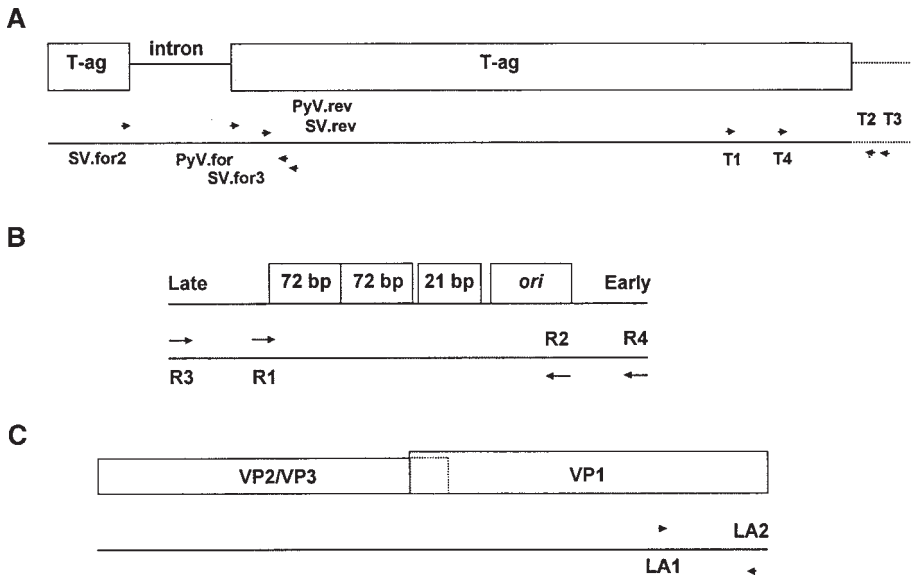 A
T-ag
intron
T-ag
PyV.rev
SV.rev
T2 T3
SV.for2
PyV.for
SV.for3
T1
T4
B
Late
72 bp
72 bp
21 bp
ori
Early
R2
R4
R3
R1
C
VP2/VP3
VP1
LA2
LA1